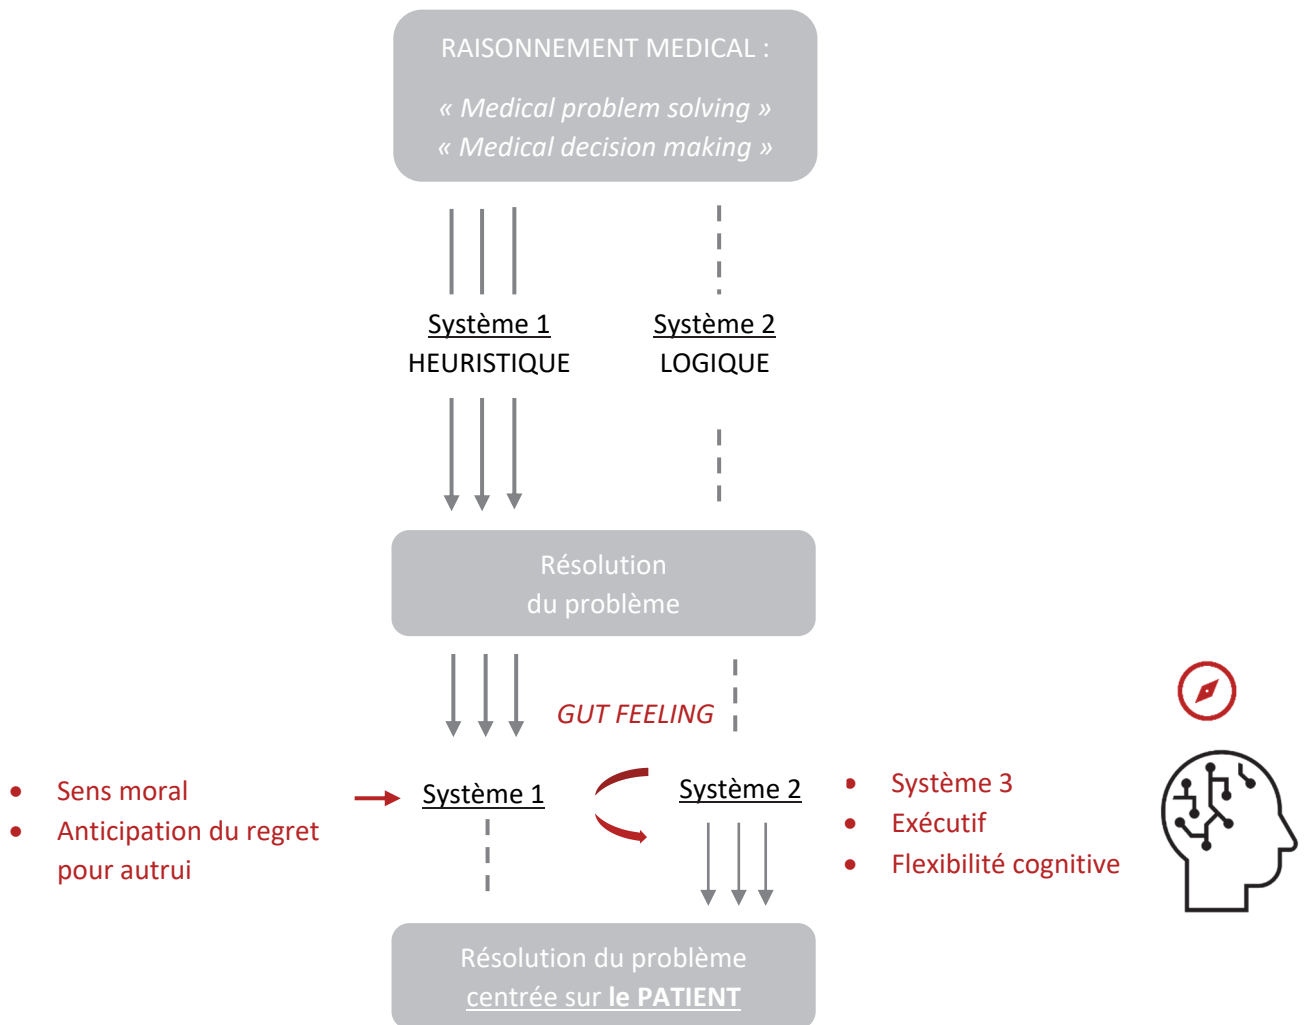 RAISONNEMENT MEDICAL :
« Medical problem solving »
« Medical decision making »
Système 1
HEURISTIQUE
Système 2
LOGIQUE
Résolution
du problème
GUT FEELING
• Sens moral
• Anticipation du regret
pour autrui
Système 1
Système 2
• Système 3
• Exécutif
• Flexibilité cognitive
Résolution du problème
centrée sur le PATIENT